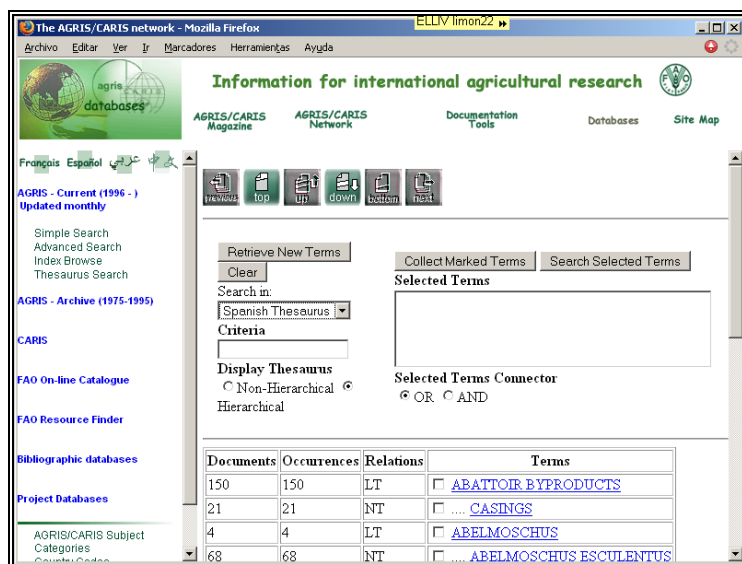 The AGRIS/CARIS network - Mozilla Firefox
ELLIV limon22
Archivo Editar Ver Ir Marcadores Herramientas Ayuda
agris
databases
Information for international agricultural research
AGRIS/CARIS Magazine
AGRIS/CARIS Network
Documentation Tools
Databases
Site Map
Français Español عربي 中文
AGRIS - Current (1996 - )
Updated monthly
Simple Search
Advanced Search
Index Browse
Thesaurus Search
AGRIS - Archive (1975-1995)
CARIS
FAO On-line Catalogue
FAO Resource Finder
Bibliographic databases
Project Databases
AGRIS/CARIS Subject
Categories
previous top up down bottom next
Retrieve New Terms
Clear
Search in:
Spanish Thesaurus
Criteria
Display Thesaurus
Non-Hierarchical
Hierarchical
Collect Marked Terms Search Selected Terms
Selected Terms
Selected Terms Connector
OR AND
Documents Occurrences Relations Terms
150 150 LT ABATTOIR BYPRODUCTS
21 21 NT .... CASINGS
4 4 LT ABELMOSCHUS
68 68 NT .... ABELMOSCHUS ESCULENTUS